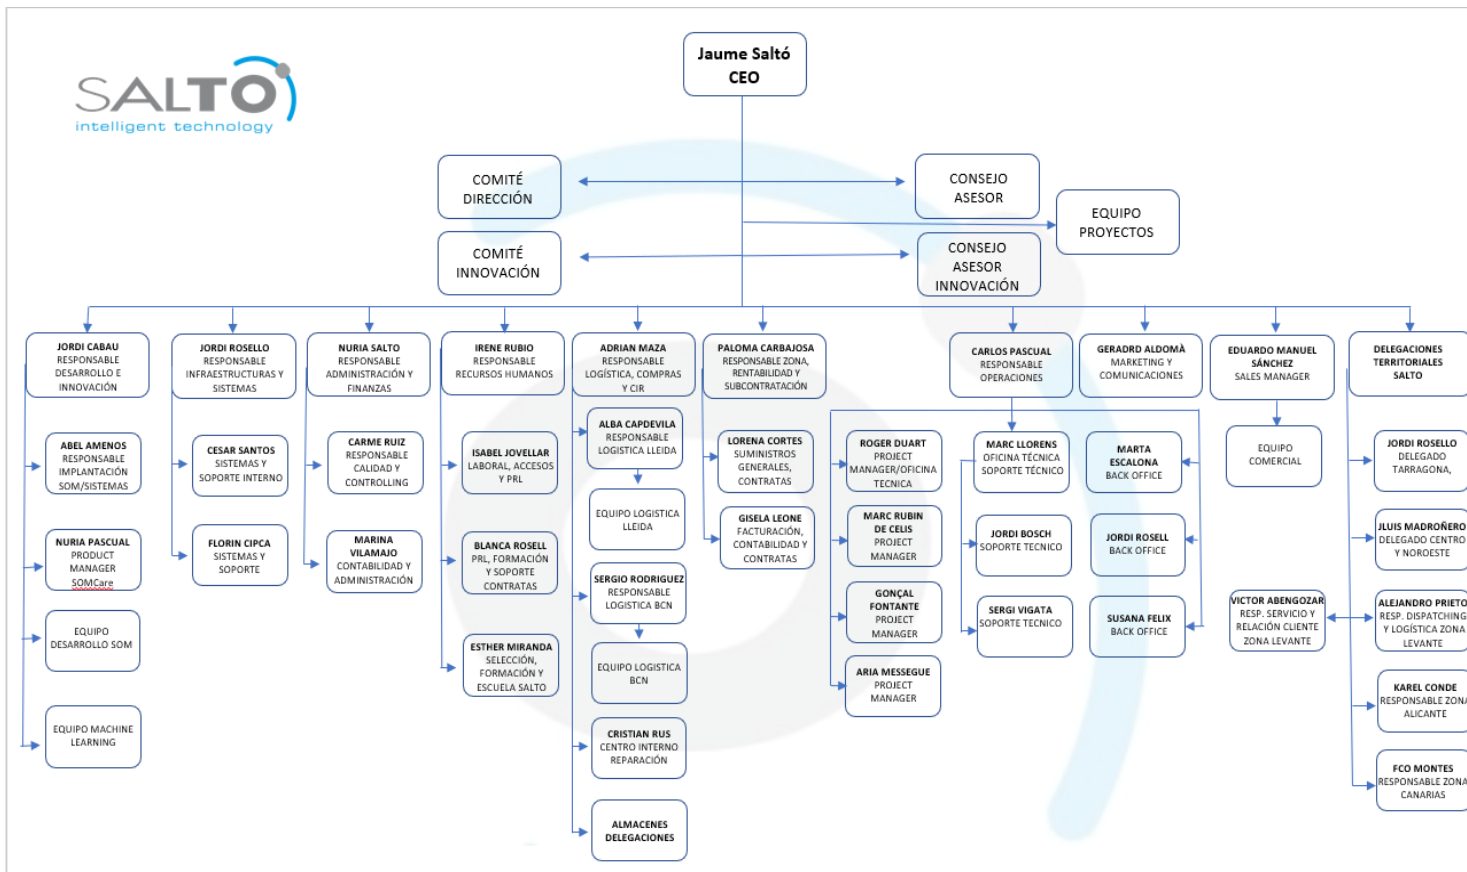 SALTO
intelligent technology
Jaume Saltó
CEO
COMITÉ
DIRECCIÓN
CONSEJO
ASESOR
EQUIPO
PROYECTOS
COMITÉ
INNOVACIÓN
CONSEJO
ASESOR
INNOVACIÓN
JORDI CABAU
RESPONSABLE
DESARROLLO E
INNOVACIÓN
ABEL AMENOS
RESPONSABLE
IMPLANTACIÓN
SOM/SISTEMAS
NURIA PASCUAL
PRODUCT
MANAGER
SOMCare
EQUIPO
DESARROLLO SOM
EQUIPO MACHINE
LEARNING
JORDI ROSELLO
RESPONSABLE
INFRAESTRUCTURAS Y
SISTEMAS
CESAR SANTOS
SISTEMAS Y
SOPORTE INTERNO
FLORIN CIPCA
SISTEMAS Y
SOPORTE
NURIA SALTO
RESPONSABLE
ADMINISTRACIÓN Y
FINANZAS
CARME RUIZ
RESPONSABLE
CALIDAD Y
CONTROLLING
MARINA
VILAMAJO
CONTABILIDAD Y
ADMINISTRACIÓN
IRENE RUBIO
RESPONSABLE
RECURSOS HUMANOS
ISABEL JOVELLAR
LABORAL, ACCESOS
Y PRL
BLANCA ROSELL
PRL, FORMACIÓN
Y SOPORTE
CONTRATAS
ESTHER MIRANDA
SELECCIÓN,
FORMACIÓN Y
ESCUELA SALTO
ADRIAN MAZA
RESPONSABLE
LOGÍSTICA, COMPRAS
Y CIR
ALBA CAPDEVILA
RESPONSABLE
LOGISTICA LLEIDA
EQUIPO LOGISTICA
LLEIDA
SERGIO RODRIGUEZ
RESPONSABLE
LOGISTICA BCN
EQUIPO LOGISTICA
BCN
CRISTIAN RUS
CENTRO INTERNO
REPARACIÓN
ALMACENES
DELEGACIONES
PALOMA CARBAJOSA
RESPONSABLE ZONA,
RENTABILIDAD Y
SUBCONTRATACIÓN
LORENA CORTES
SUMINISTROS
GENERALES,
CONTRATAS
GISELA LEONE
FACTURACIÓN,
CONTABILIDAD Y
CONTRATAS
CARLOS PASCUAL
RESPONSABLE
OPERACIONES
ROGER DUART
PROJECT
MANAGER/OFICINA
TECNICA
MARC RUBIN
DE CELIS
PROJECT
MANAGER
GONÇAL
FONTANTE
PROJECT
MANAGER
ARIA MESSEGUE
PROJECT
MANAGER
MARC LLORENS
OFICINA TÉCNICA
SOPORTE TÉCNICO
JORDI BOSCH
SOPORTE TECNICO
SERGI VIGATA
SOPORTE TECNICO
MARTA
ESCALONA
BACK OFFICE
JORDI ROSELL
BACK OFFICE
SUSANA FELIX
BACK OFFICE
GERADRD ALDOMÀ
MARKETING Y
COMUNICACIONES
EDUARDO MANUEL
SÁNCHEZ
SALES MANAGER
EQUIPO
COMERCIAL
DELEGACIONES
TERRITORIALES
SALTO
JORDI ROSELLO
DELEGADO
TARRAGONA,
JLUIS MADROÑERO
DELEGADO CENTRO
Y NOROESTE
VICTOR ABENGOZAR
RESP. SERVICIO Y
RELACIÓN CLIENTE
ZONA LEVANTE
ALEJANDRO PRIETO
RESP. DISPATCHING
Y LOGÍSTICA ZONA
LEVANTE
KAREL CONDE
RESPONSABLE ZONA
ALICANTE
FCO MONTES
RESPONSABLE ZONA
CANARIAS